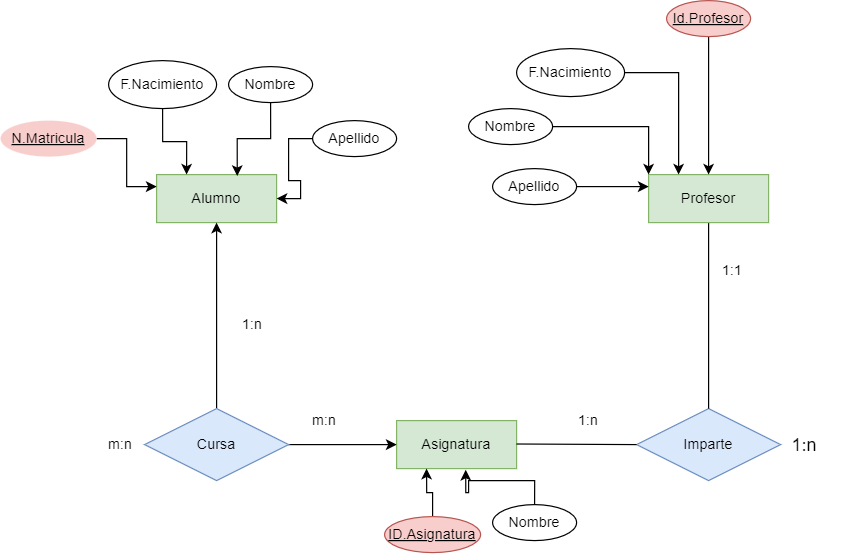 Id.Profesor
F.Nacimiento
Nombre
F.Nacimiento
Nombre
N.Matricula
Apellido
Apellido
Alumno
Profesor
1:1
1:n
m:n
1:n
m:n
Cursa
Asignatura
Imparte
1:n
ID.Asignatura
Nombre